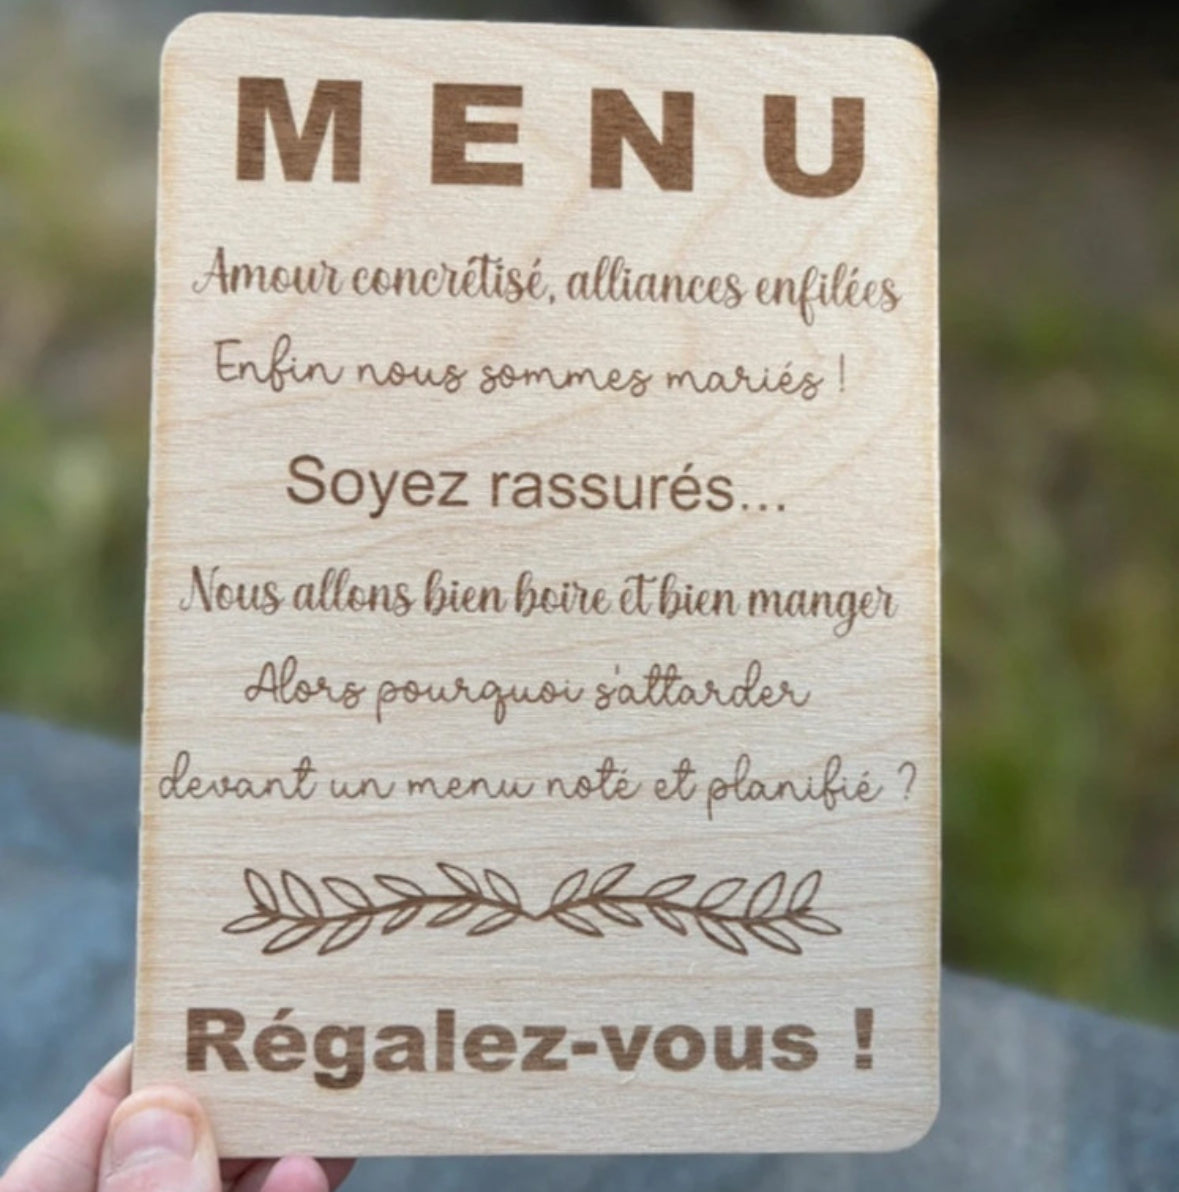 MENU
Amour concrétisé, alliances enfilées
Enfin nous sommes mariés !
Soyez rassurés...
Nous allons bien boire et bien manger
Alors pourquoi s'attarder
devant un menu noté et planifié ?
Régalez-vous !